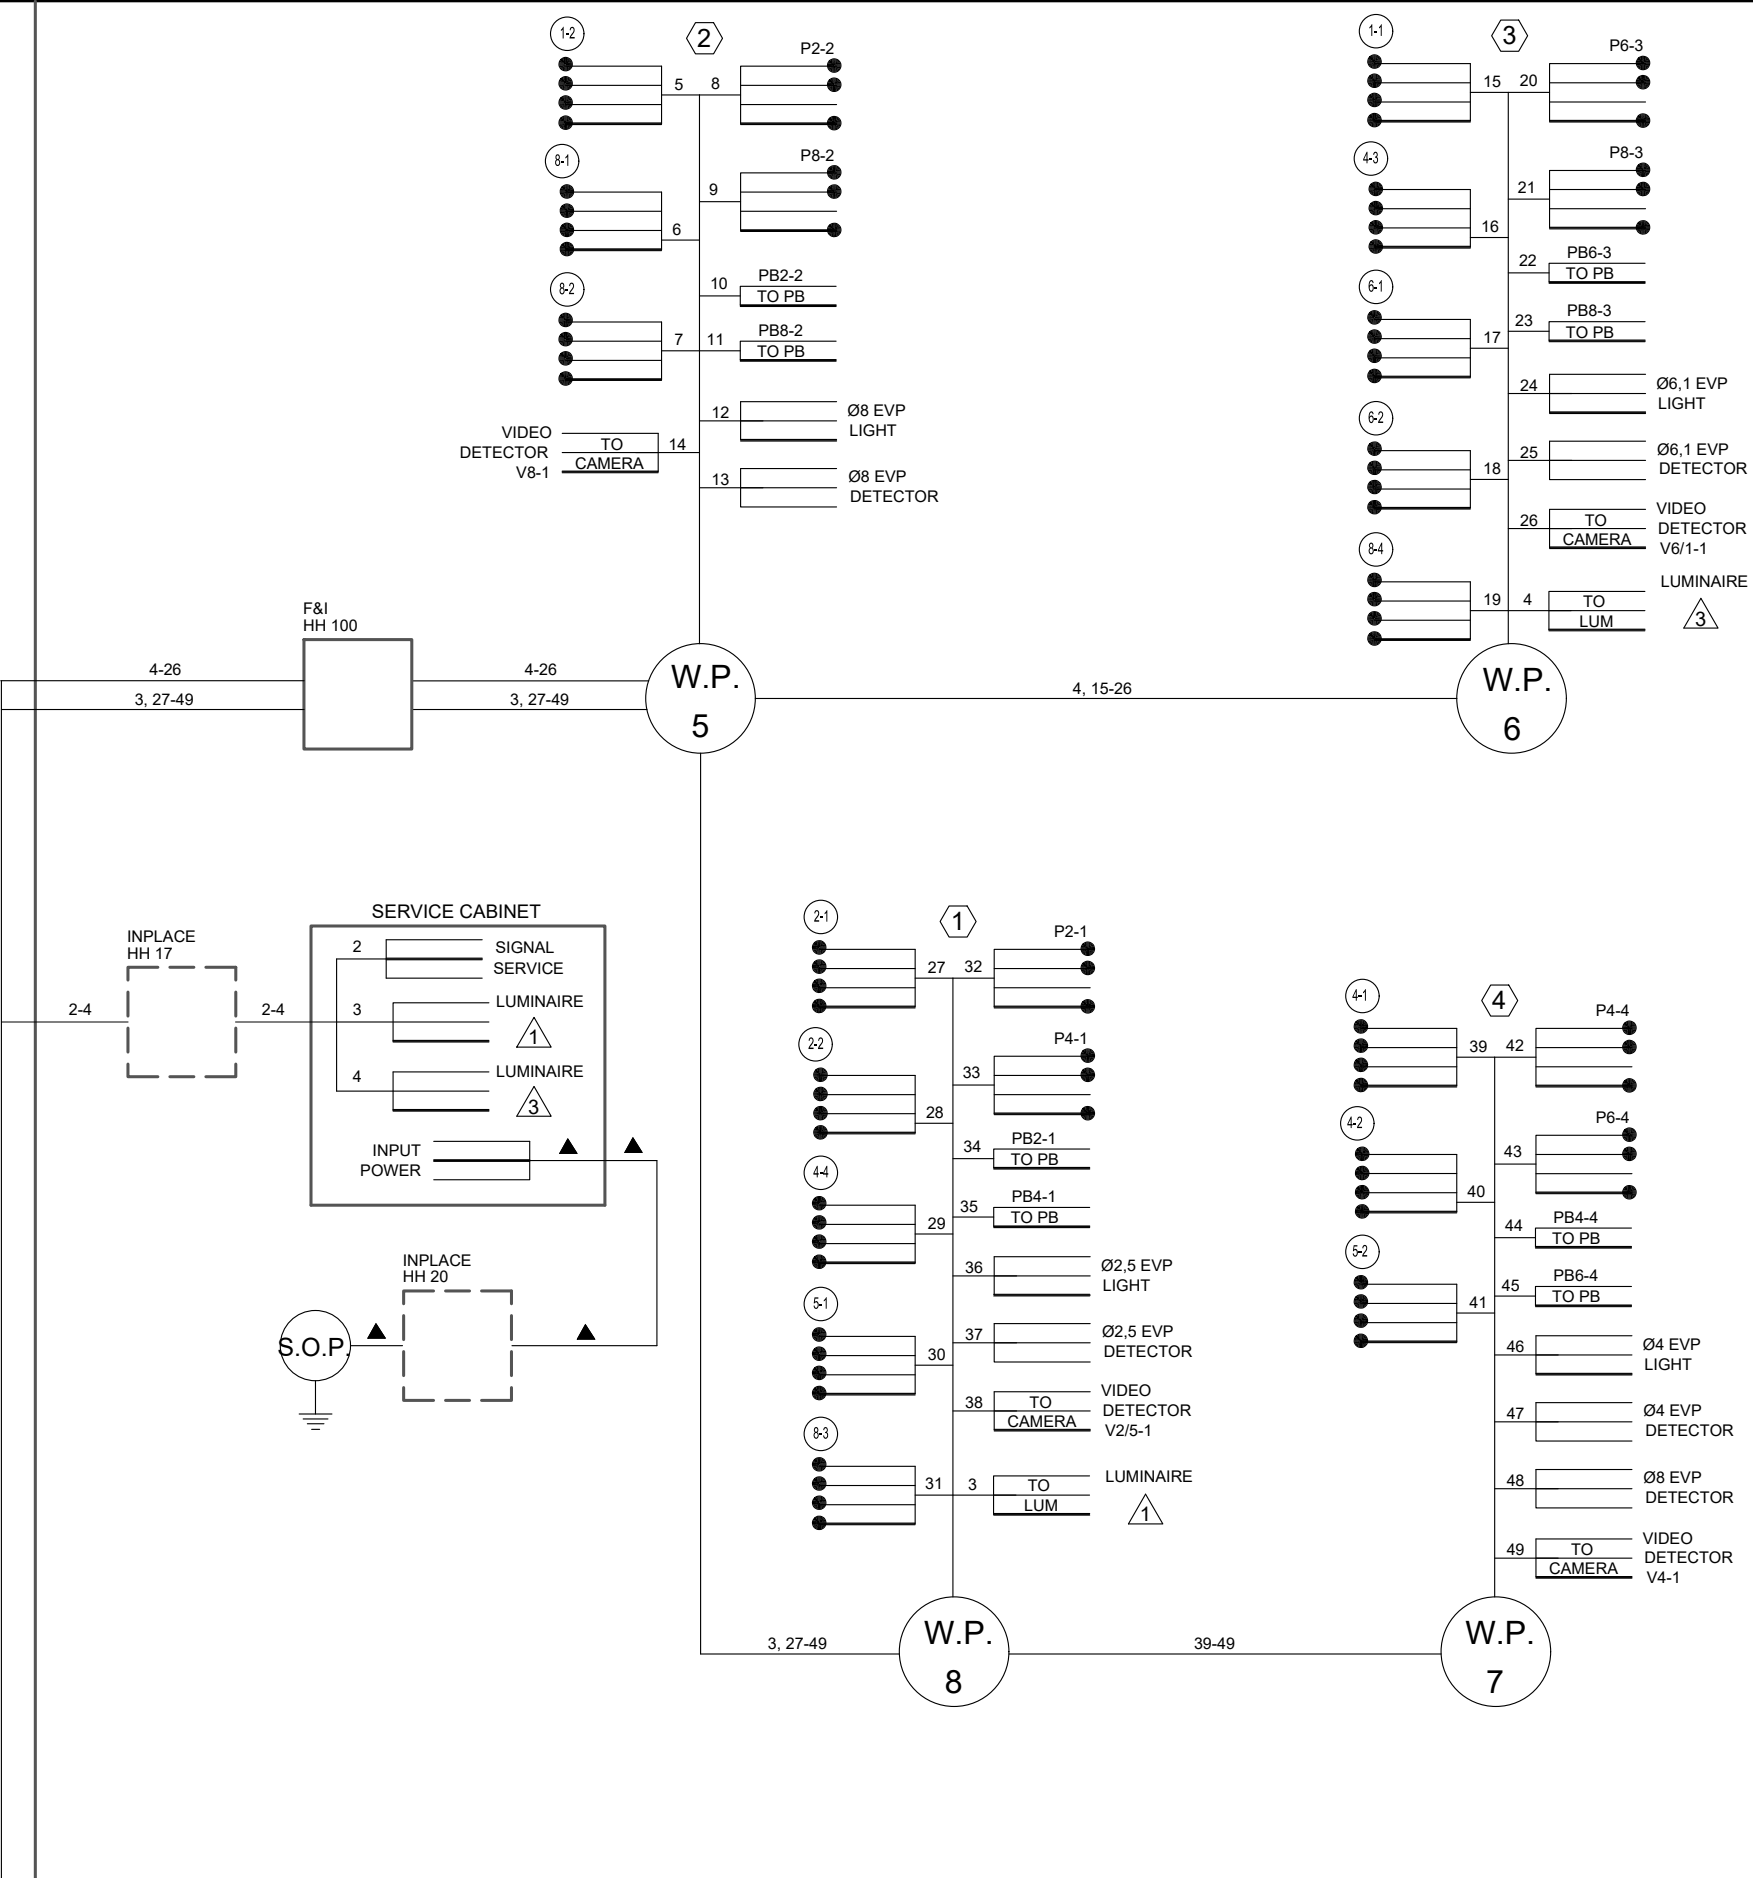 1-2
2
P2-2
5
8
8-1
P8-2
9
6
8-2
10
PB2-2
TO PB
7
11
PB8-2
TO PB
12
Ø8 EVP
LIGHT
VIDEO
DETECTOR
V8-1
TO
CAMERA
14
13
Ø8 EVP
DETECTOR
1-1
3
P6-3
15
20
4-3
P8-3
21
16
22
PB6-3
TO PB
6-1
23
PB8-3
TO PB
17
24
Ø6,1 EVP
LIGHT
6-2
25
Ø6,1 EVP
DETECTOR
18
26
TO
CAMERA
VIDEO
DETECTOR
V6/1-1
8-4
19
4
TO
LUM
LUMINAIRE
3
F&I
HH 100
4-26
3, 27-49
4-26
3, 27-49
W.P.
5
4, 15-26
W.P.
6
SERVICE CABINET
INPLACE
HH 17
2-4
2-4
2
SIGNAL
SERVICE
3
LUMINAIRE
1
4
LUMINAIRE
3
INPUT
POWER
INPLACE
HH 20
S.O.P.
2-1
1
P2-1
27
32
2-2
P4-1
33
28
34
PB2-1
TO PB
4-4
35
PB4-1
TO PB
29
36
Ø2,5 EVP
LIGHT
5-1
37
Ø2,5 EVP
DETECTOR
30
38
TO
CAMERA
VIDEO
DETECTOR
V2/5-1
8-3
31
3
TO
LUM
LUMINAIRE
1
4-1
4
P4-4
39
42
4-2
P6-4
43
40
44
PB4-4
TO PB
5-2
45
PB6-4
TO PB
41
46
Ø4 EVP
LIGHT
47
Ø4 EVP
DETECTOR
48
Ø8 EVP
DETECTOR
49
TO
CAMERA
VIDEO
DETECTOR
V4-1
3, 27-49
W.P.
8
39-49
W.P.
7